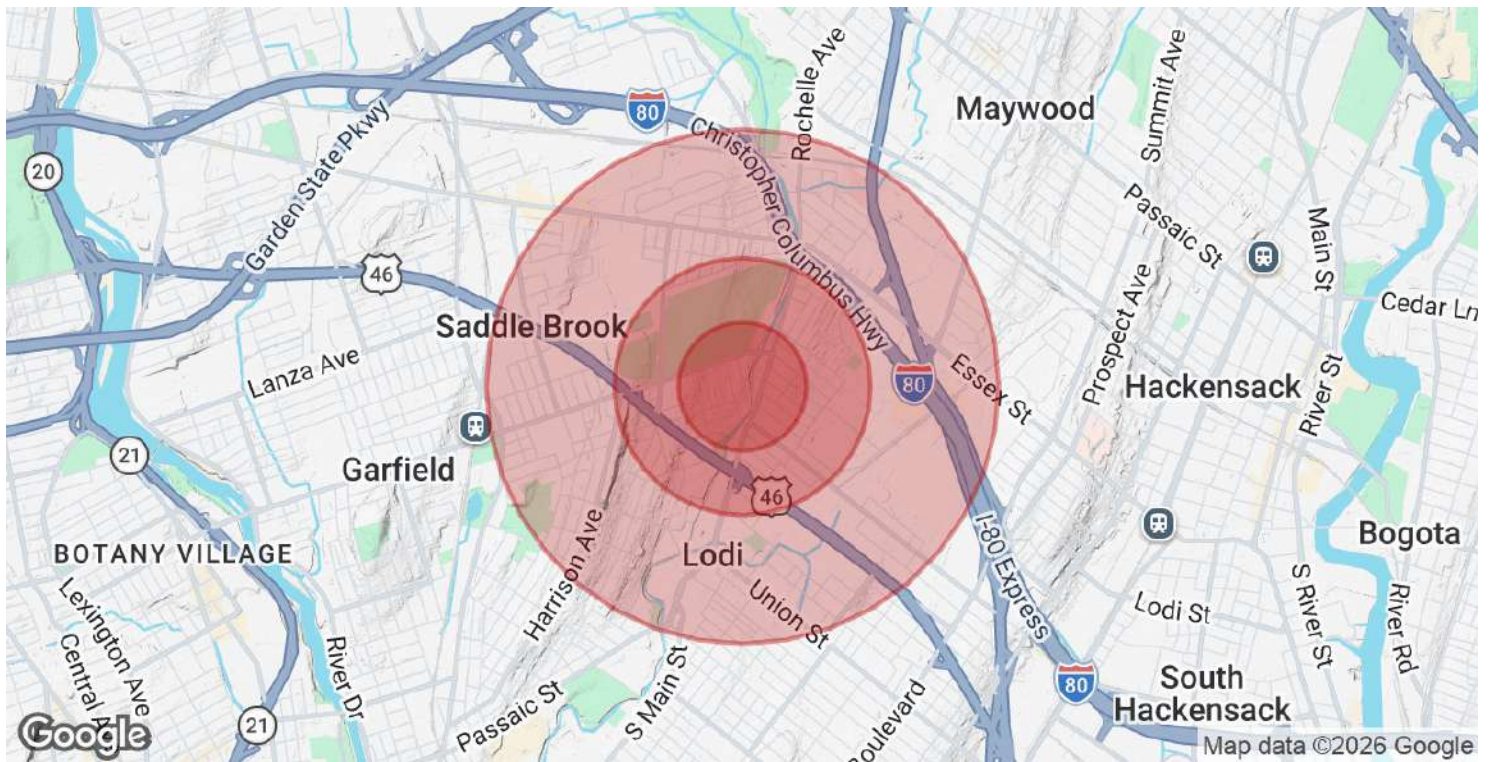 Rochelle Ave
Summit Ave
80
Maywood
Christopher Columbus Hwy
Garden State Pkwy
20
Passaic St
Main St
46
Cedar Ln
Saddle Brook
Prospect Ave
Lanza Ave
Essex St
80
Hackensack
River St
21
Garfield
46
BOTANY VILLAGE
Harrison Ave
Lodi
I-80 Express
Bogota
Union St
Lexington Ave
Central Ave
River Dr
Lodi St
S River St
River Rd
Passaic St
S Main St
80
South
Hackensack
21
Boulevard
Google
Map data ©2026 Google